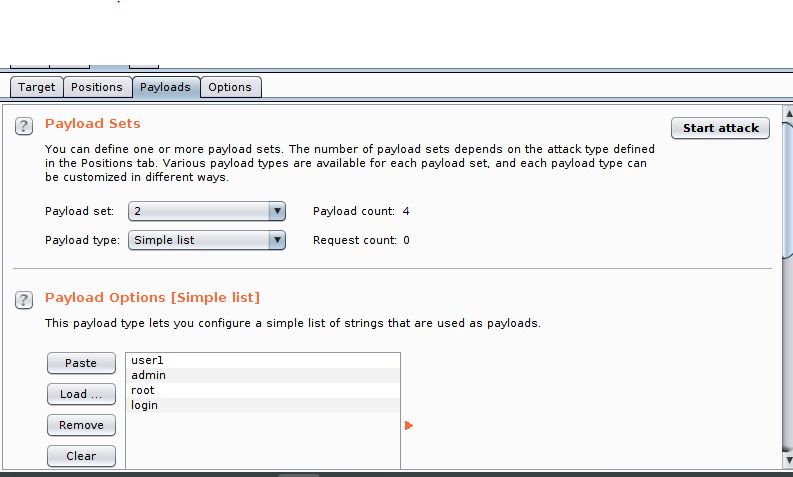 Target Positions Payloads Options
Payload Sets
Start attack
You can define one or more payload sets. The number of payload sets depends on the attack type defined
in the Positions tab. Various payload types are available for each payload set, and each payload type can
be customized in different ways.
Payload set: 2 Payload count: 4
Payload type: Simple list Request count: 0
Payload Options [Simple list]
This payload type lets you configure a simple list of strings that are used as payloads.
Paste
Load ...
Remove
Clear
user1
admin
root
login